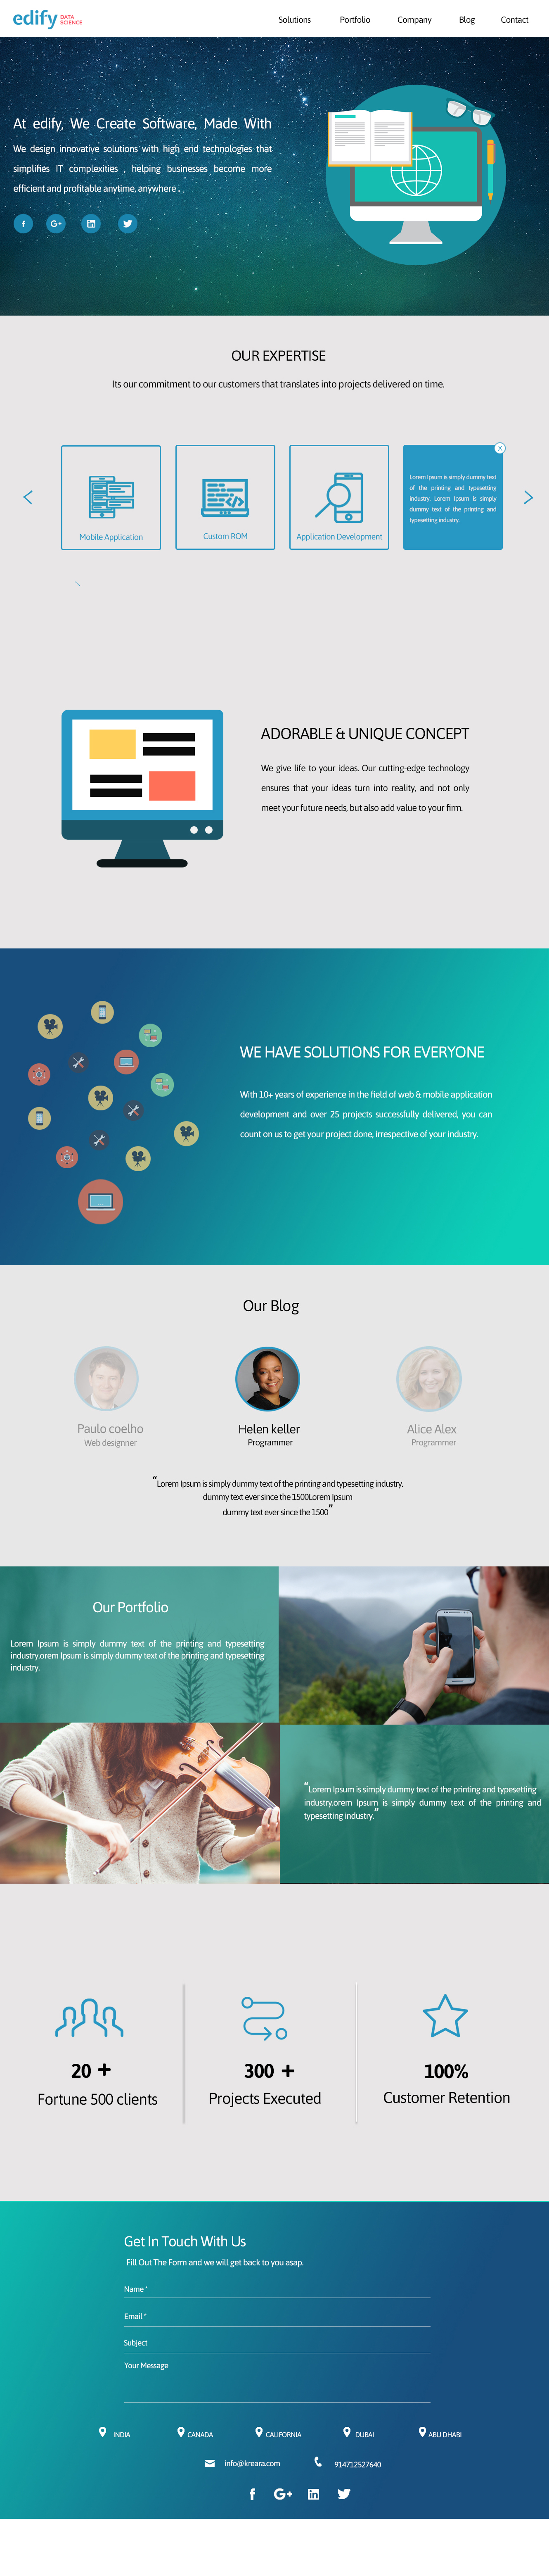 edify DATA SCIENCE
Solutions Portfolio Company Blog Contact
At edify, We Create Software, Made With
We design innovative solutions with high end technologies that
simplifies IT complexities , helping businesses become more
efficient and profitable anytime, anywhere .
f G+ in
OUR EXPERTISE
Its our commitment to our customers that translates into projects delivered on time.
X
Lorem Ipsum is simply dummy text
of the printing and typesetting
industry. Lorem Ipsum is simply
dummy text of the printing and
typesetting industry.
Mobile Application
Custom ROM
Application Development
ADORABLE & UNIQUE CONCEPT
We give life to your ideas. Our cutting-edge technology
ensures that your ideas turn into reality, and not only
meet your future needs, but also add value to your firm.
WE HAVE SOLUTIONS FOR EVERYONE
With 10+ years of experience in the field of web & mobile application
development and over 25 projects successfully delivered, you can
count on us to get your project done, irrespective of your industry.
Our Blog
Paulo coelho
Web designner
Helen keller
Programmer
Alice Alex
Programmer
“Lorem Ipsum is simply dummy text of the printing and typesetting industry.
dummy text ever since the 1500Lorem Ipsum
dummy text ever since the 1500”
Our Portfolio
Lorem Ipsum is simply dummy text of the printing and typesetting
industry.orem Ipsum is simply dummy text of the printing and typesetting
industry.
“Lorem Ipsum is simply dummy text of the printing and typesetting
industry.orem Ipsum is simply dummy text of the printing and
typesetting industry.”
20 +
Fortune 500 clients
300 +
Projects Executed
100%
Customer Retention
Get In Touch With Us
Fill Out The Form and we will get back to you asap.
Name *
Email *
Subject
Your Message
INDIA CANADA CALIFORNIA DUBAI ABU DHABI
info@kreara.com 914712527640
f G+ in